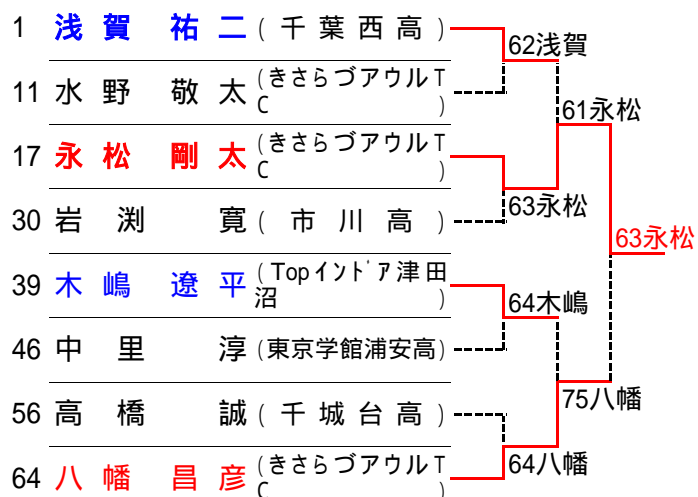 1 浅賀 祐二 (千葉西高)
62浅賀
11 水野 敬太 (きさらづアウルTC)
61永松
17 永松 剛太 (きさらづアウルTC)
63永松
30 岩渕 寛 (市川高)
63永松
39 木嶋 遼平 (Topインドア津田沼)
64木嶋
46 中里 淳 (東京学館浦安高)
75八幡
56 高橋 誠 (千城台高)
64八幡
64 八幡 昌彦 (きさらづアウルTC)